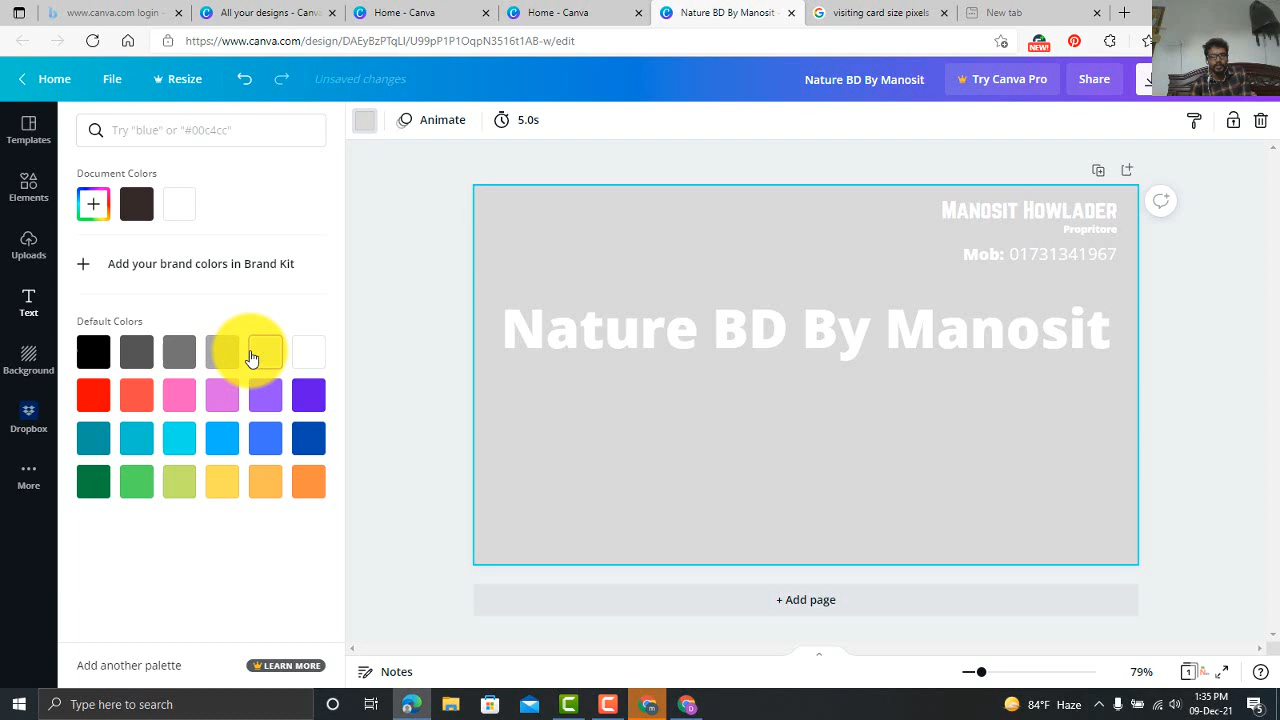 www.canva.com login -
All your designs - Canva
Home - Canva
Home - Canva
Nature BD By Manosit -
visiting card size pixels
New tab
https://www.canva.com/design/DAEyBzPTqLI/U99pP1P1OqpN3S16t1AB-w/edit
NEW!
Home
File
Resize
Unsaved changes
Nature BD By Manosit
Try Canva Pro
Share
Templates
Elements
Uploads
Text
Background
Dropbox
More
Try "blue" or "#00c4cc"
Document Colors
Add your brand colors in Brand Kit
Default Colors
Add another palette
LEARN MORE
Animate
5.0s
Manosit Howlader
Propritore
Mob: 01731341967
Nature BD By Manosit
+ Add page
Notes
79%
1
Type here to search
84°F Haze
1:35 PM
09-Dec-21